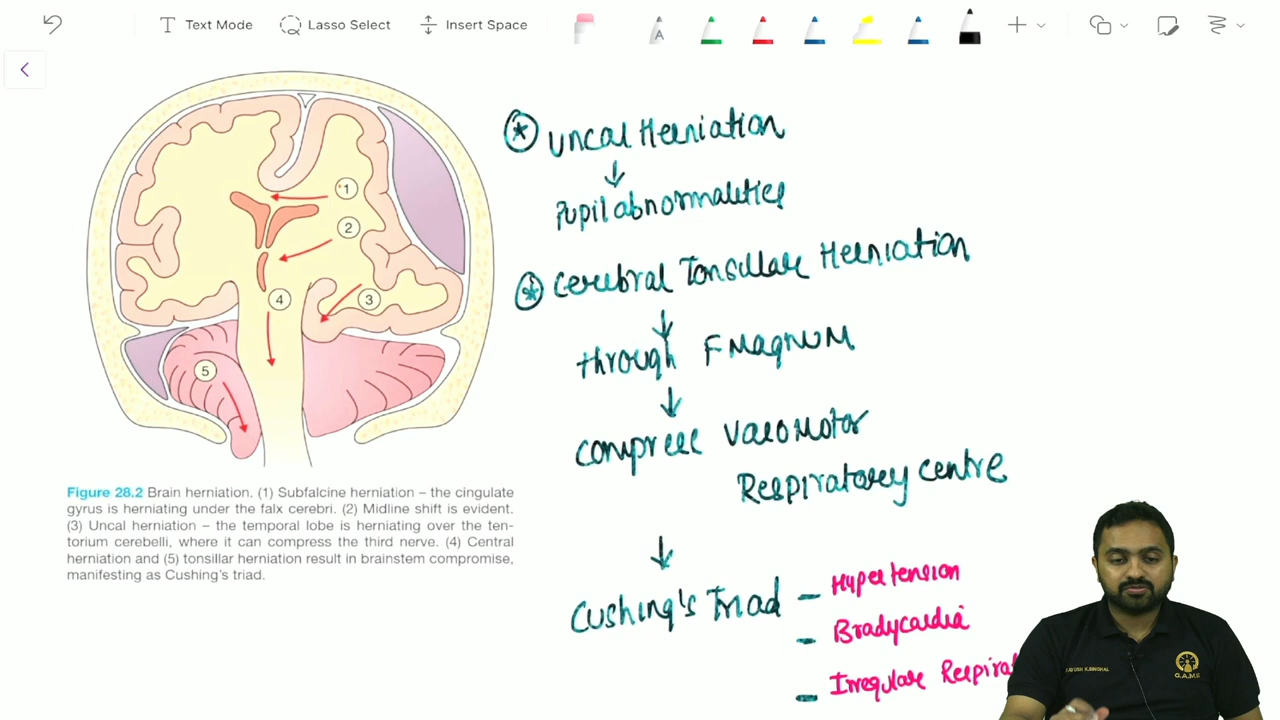 Text Mode
Lasso Select
Insert Space
A
1
2
3
4
5
Figure 28.2 Brain herniation. (1) Subfalcine herniation – the cingulate
gyrus is herniating under the falx cerebri. (2) Midline shift is evident.
(3) Uncal herniation – the temporal lobe is herniating over the ten-
torium cerebelli, where it can compress the third nerve. (4) Central
herniation and (5) tonsillar herniation result in brainstem compromise,
manifesting as Cushing's triad.
Uncal Herniation
Pupil abnormalities
Cerebral Tonsillar Herniation
through F Magnum
compress Vasomotor
Respiratory centre
Cushing's Triad – Hypertension
– Bradycardia
– Irregular Respirat
AYUSH K.SINGHAL
G.A.M.S